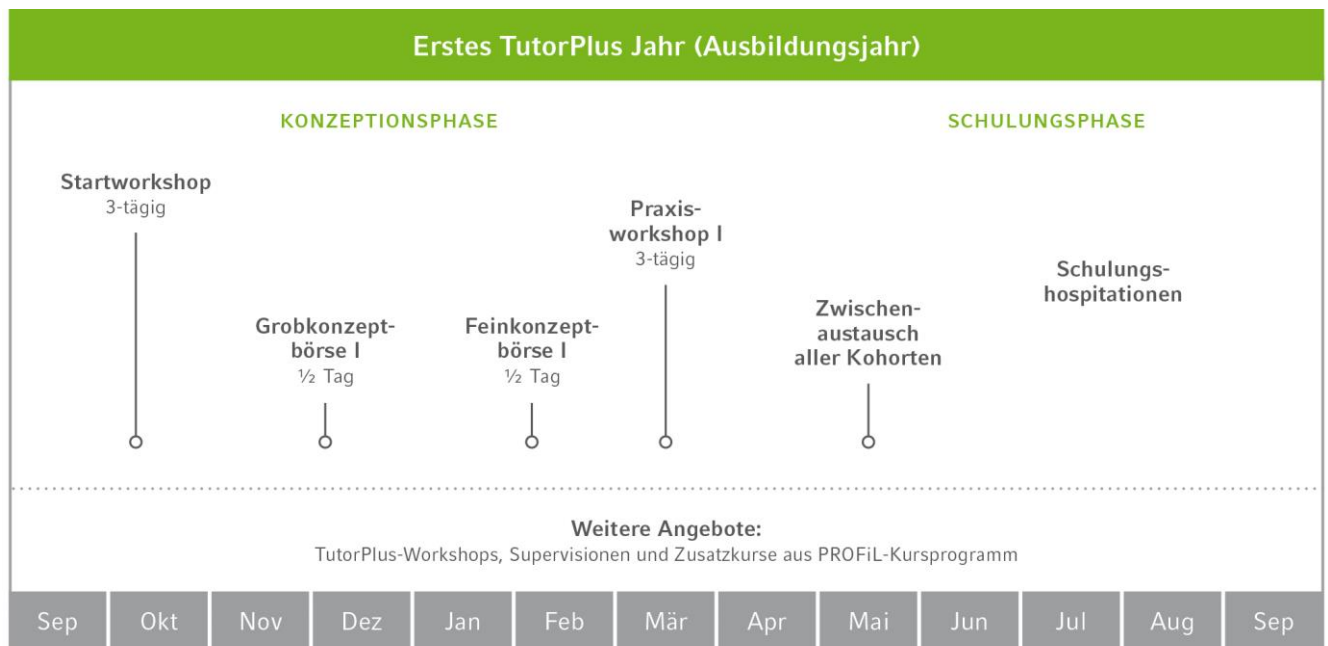 Erstes TutorPlus Jahr (Ausbildungsjahr)
KONZEPTIONSPHASE
SCHULUNGSPHASE
Startworkshop
3-tägig
Grobkonzept-
börse I
½ Tag
Feinkonzept-
börse I
½ Tag
Praxis-
workshop I
3-tägig
Zwischen-
austausch
aller Kohorten
Schulungs-
hospitationen
Weitere Angebote:
TutorPlus-Workshops, Supervisionen und Zusatzkurse aus PROFiL-Kursprogramm
Sep Okt Nov Dez Jan Feb Mär Apr Mai Jun Jul Aug Sep